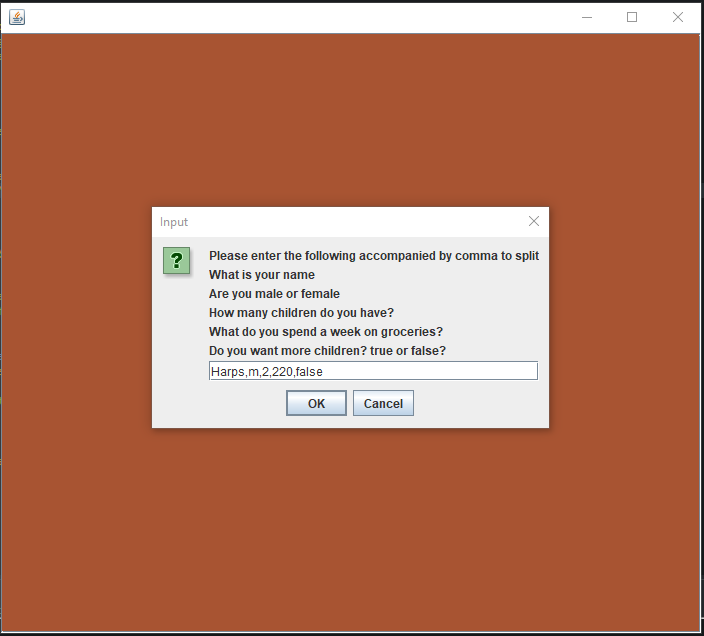 Input
Please enter the following accompanied by comma to split
What is your name
Are you male or female
How many children do you have?
What do you spend a week on groceries?
Do you want more children? true or false?
Harps,m,2,220,false
OK Cancel